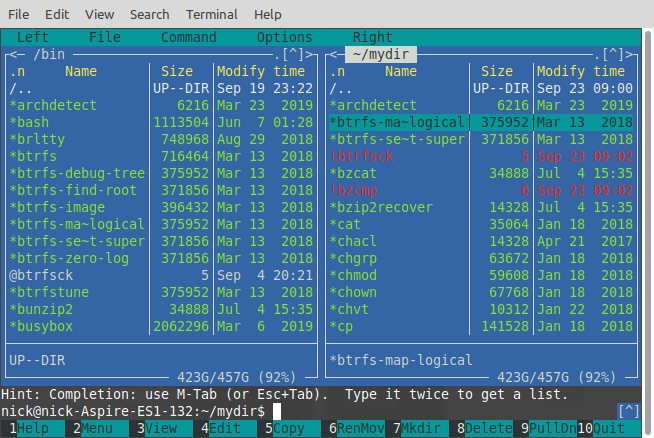 File Edit View Search Terminal Help
Left File Command Options Right
<— /bin .[^]> <— ~/mydir .[^]>
.n Name Size Modify time .n Name Size Modify time
/.. UP--DIR Sep 19 23:22 /.. UP--DIR Sep 23 09:00
*archdetect 6216 Mar 23 2019 *archdetect 6216 Mar 23 2019
*bash 1113504 Jun 7 01:28 *btrfs-ma~logical 375952 Mar 13 2018
*brltty 748968 Aug 29 2018 *btrfs-se~t-super 371856 Mar 13 2018
*btrfs 716464 Mar 13 2018 !btrfsck 5 Sep 23 09:02
*btrfs-debug-tree 375952 Mar 13 2018 *bzcat 34888 Jul 4 15:35
*btrfs-find-root 371856 Mar 13 2018 !bzcmp 6 Sep 23 09:02
*btrfs-image 396432 Mar 13 2018 *bzip2recover 14328 Jul 4 15:35
*btrfs-ma~logical 375952 Mar 13 2018 *cat 35064 Jan 18 2018
*btrfs-se~t-super 371856 Mar 13 2018 *chacl 14328 Apr 21 2017
*btrfs-zero-log 371856 Mar 13 2018 *chgrp 63672 Jan 18 2018
@btrfsck 5 Sep 4 20:21 *chmod 59608 Jan 18 2018
*btrfstune 375952 Mar 13 2018 *chown 67768 Jan 18 2018
*bunzip2 34888 Jul 4 15:35 *chvt 10312 Jan 22 2018
*busybox 2062296 Mar 6 2019 *cp 141528 Jan 18 2018
UP--DIR *btrfs-map-logical
423G/457G (92%) 423G/457G (92%)
Hint: Completion: use M-Tab (or Esc+Tab). Type it twice to get a list.
nick@nick-Aspire-ES1-132:~/mydir$ [^]
1Help 2Menu 3View 4Edit 5Copy 6RenMov 7Mkdir 8Delete 9PullDn 10Quit